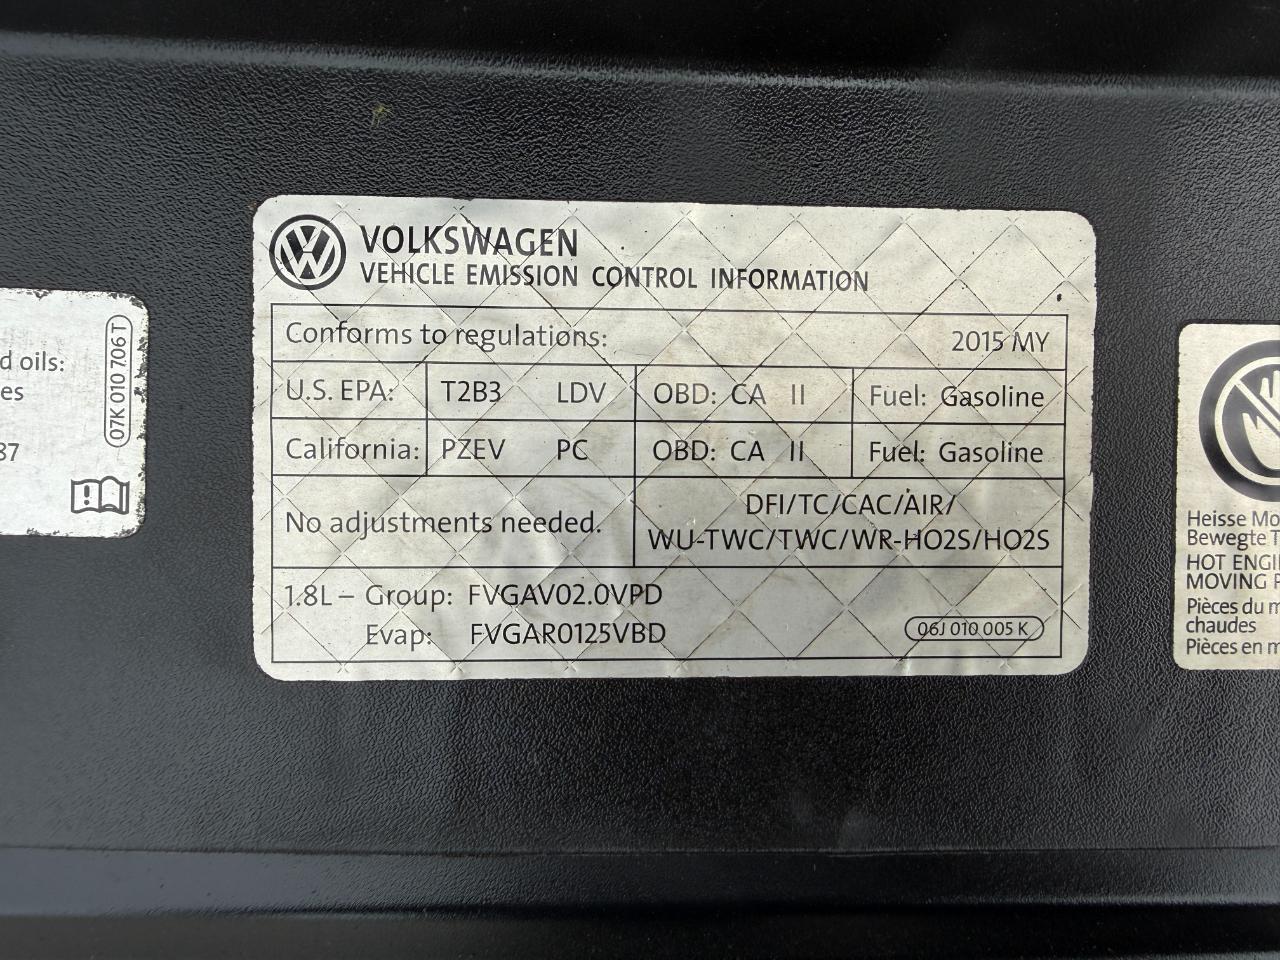 d oils:
es
87
07K 010 706 T
VOLKSWAGEN
VEHICLE EMISSION CONTROL INFORMATION
Conforms to regulations: 2015 MY
U.S. EPA: T2B3 LDV OBD: CA II Fuel: Gasoline
California: PZEV PC OBD: CA II Fuel: Gasoline
No adjustments needed.
DFI/TC/CAC/AIR/
WU-TWC/TWC/WR-HO2S/HO2S
1.8L – Group: FVGAV02.0VPD
Evap: FVGAR0125VBD
06J 010 005 K
Heisse Mo
Bewegte T
HOT ENGI
MOVING P
Pièces du m
chaudes
Pièces en m